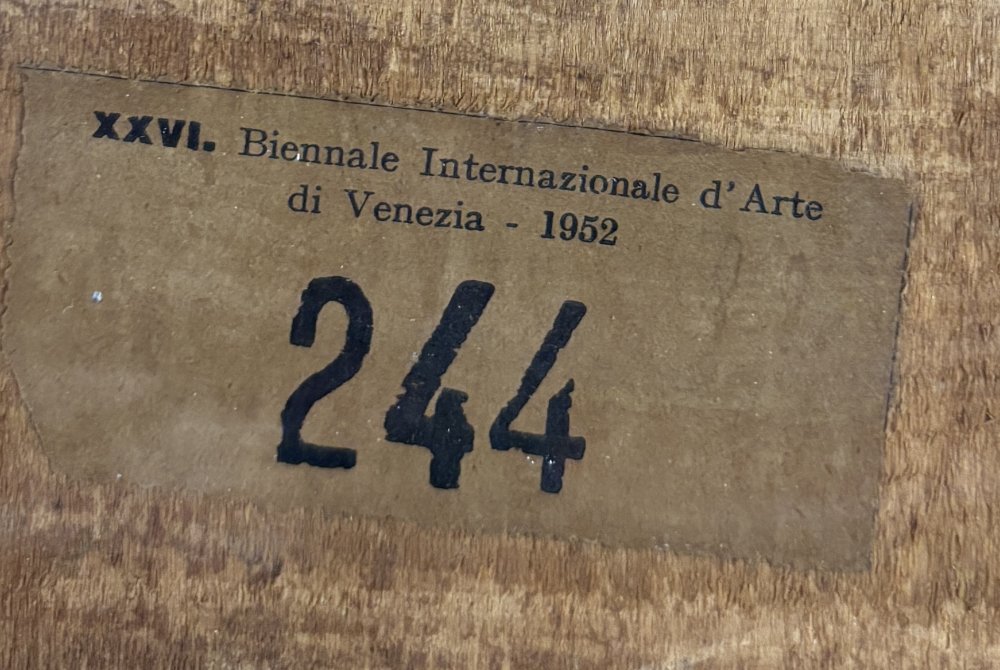 XXVI. Biennale Internazionale d'Arte
di Venezia - 1952
244